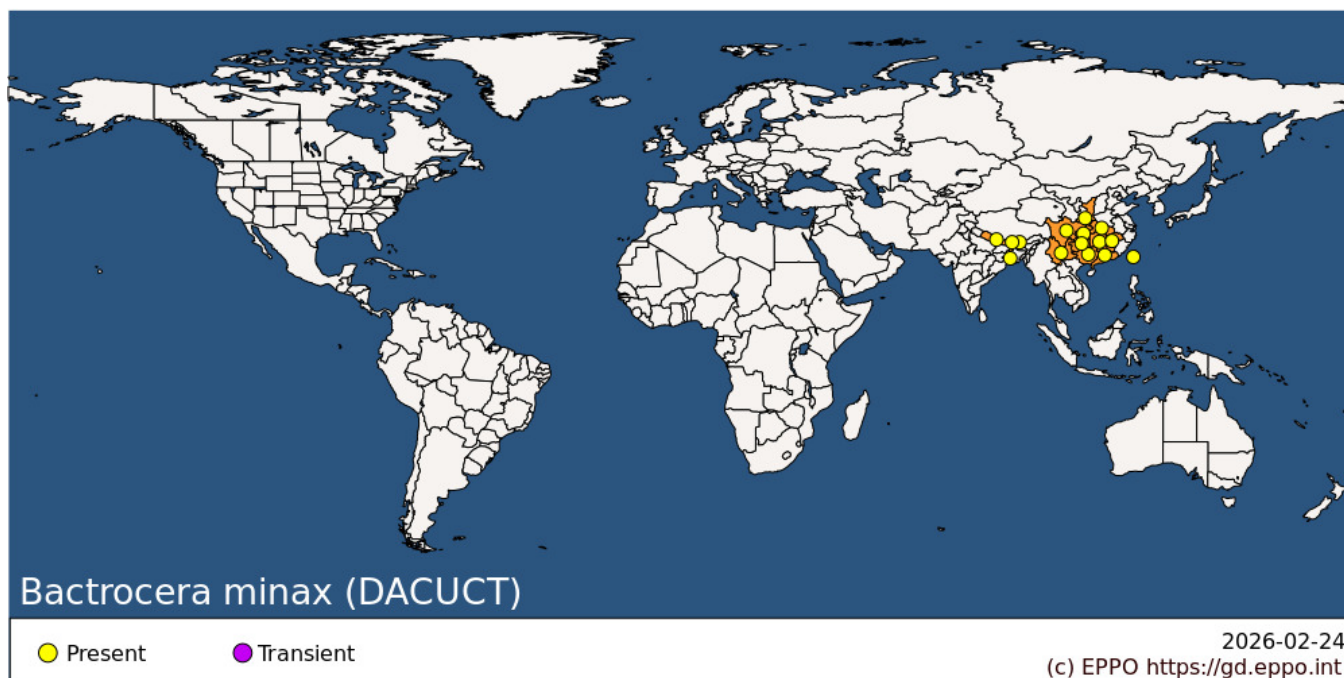 Bactrocera minax (DACUCT)
Present
Transient
2026-02-24
(c) EPPO https://gd.eppo.int